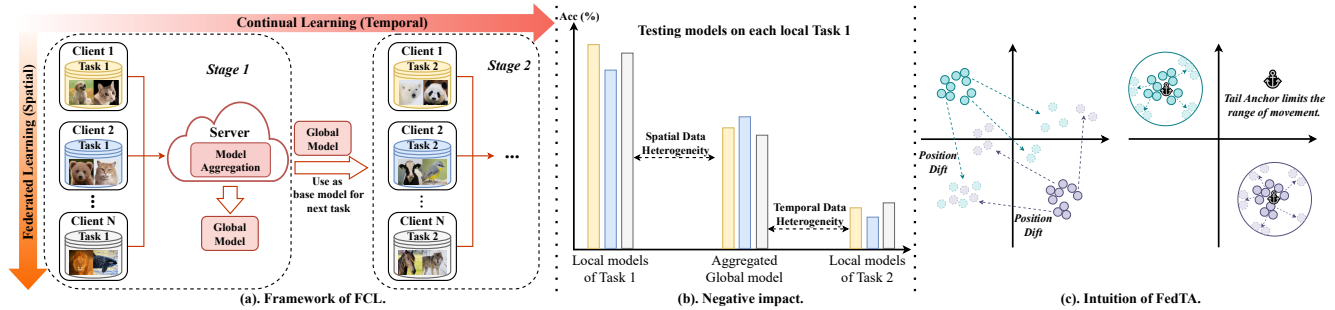 Continual Learning (Temporal)
Federated Learning (Spatial)
Client 1
Task 1
Client 2
Task 1
Client N
Task 1
Stage 1
Server
Model
Aggregation
Global
Model
Global
Model
Use as
base model for
next task
Client 1
Task 2
Client 2
Task 2
Client N
Task 2
Stage 2
...
(a). Framework of FCL.
Acc (%)
Testing models on each local Task 1
Spatial Data
Heterogeneity
Temporal Data
Heterogeneity
Local models
of Task 1
Aggregated
Global model
Local models
of Task 2
(b). Negative impact.
Position
Dift
Position
Dift
Tail Anchor limits the
range of movement.
(c). Intuition of FedTA.